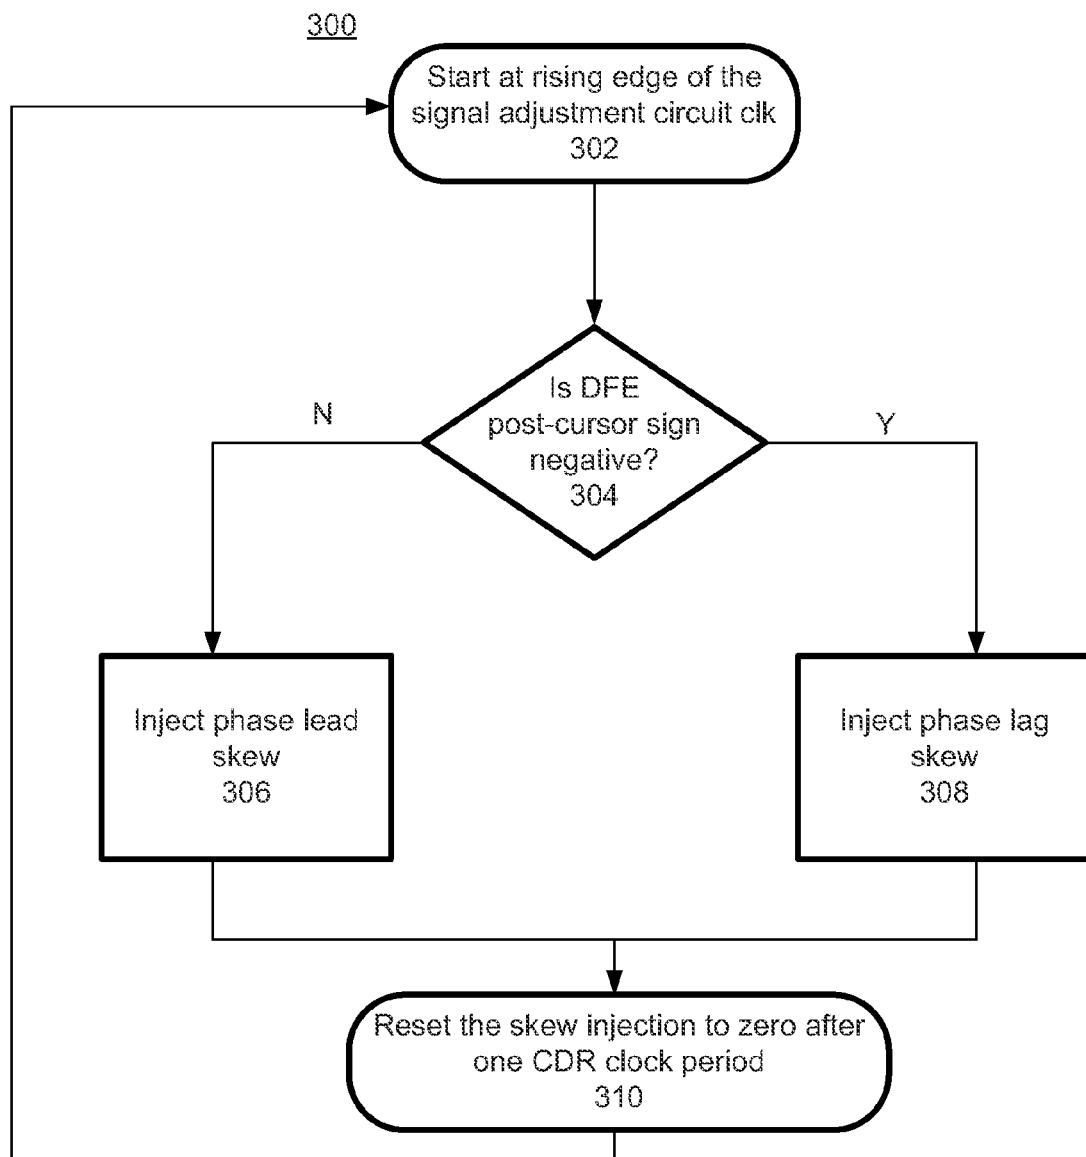 300
Start at rising edge of the
signal adjustment circuit clk
302
Is DFE
post-cursor sign
negative?
304
N
Y
Inject phase lead
skew
306
Inject phase lag
skew
308
Reset the skew injection to zero after
one CDR clock period
310